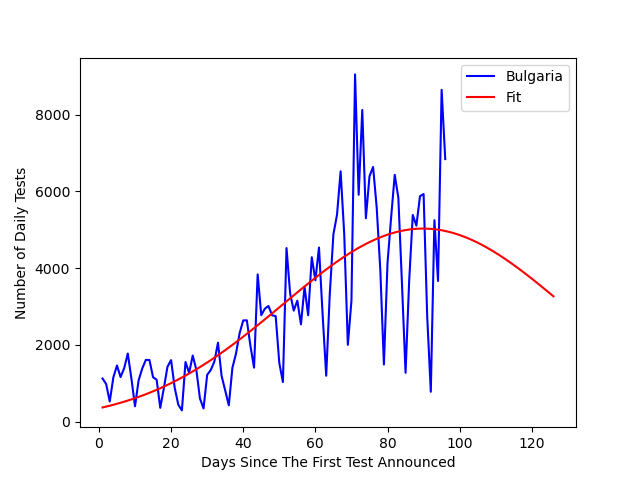 Bulgaria
Fit
8000
6000
4000
2000
0
Number of Daily Tests
0 20 40 60 80 100 120
Days Since The First Test Announced